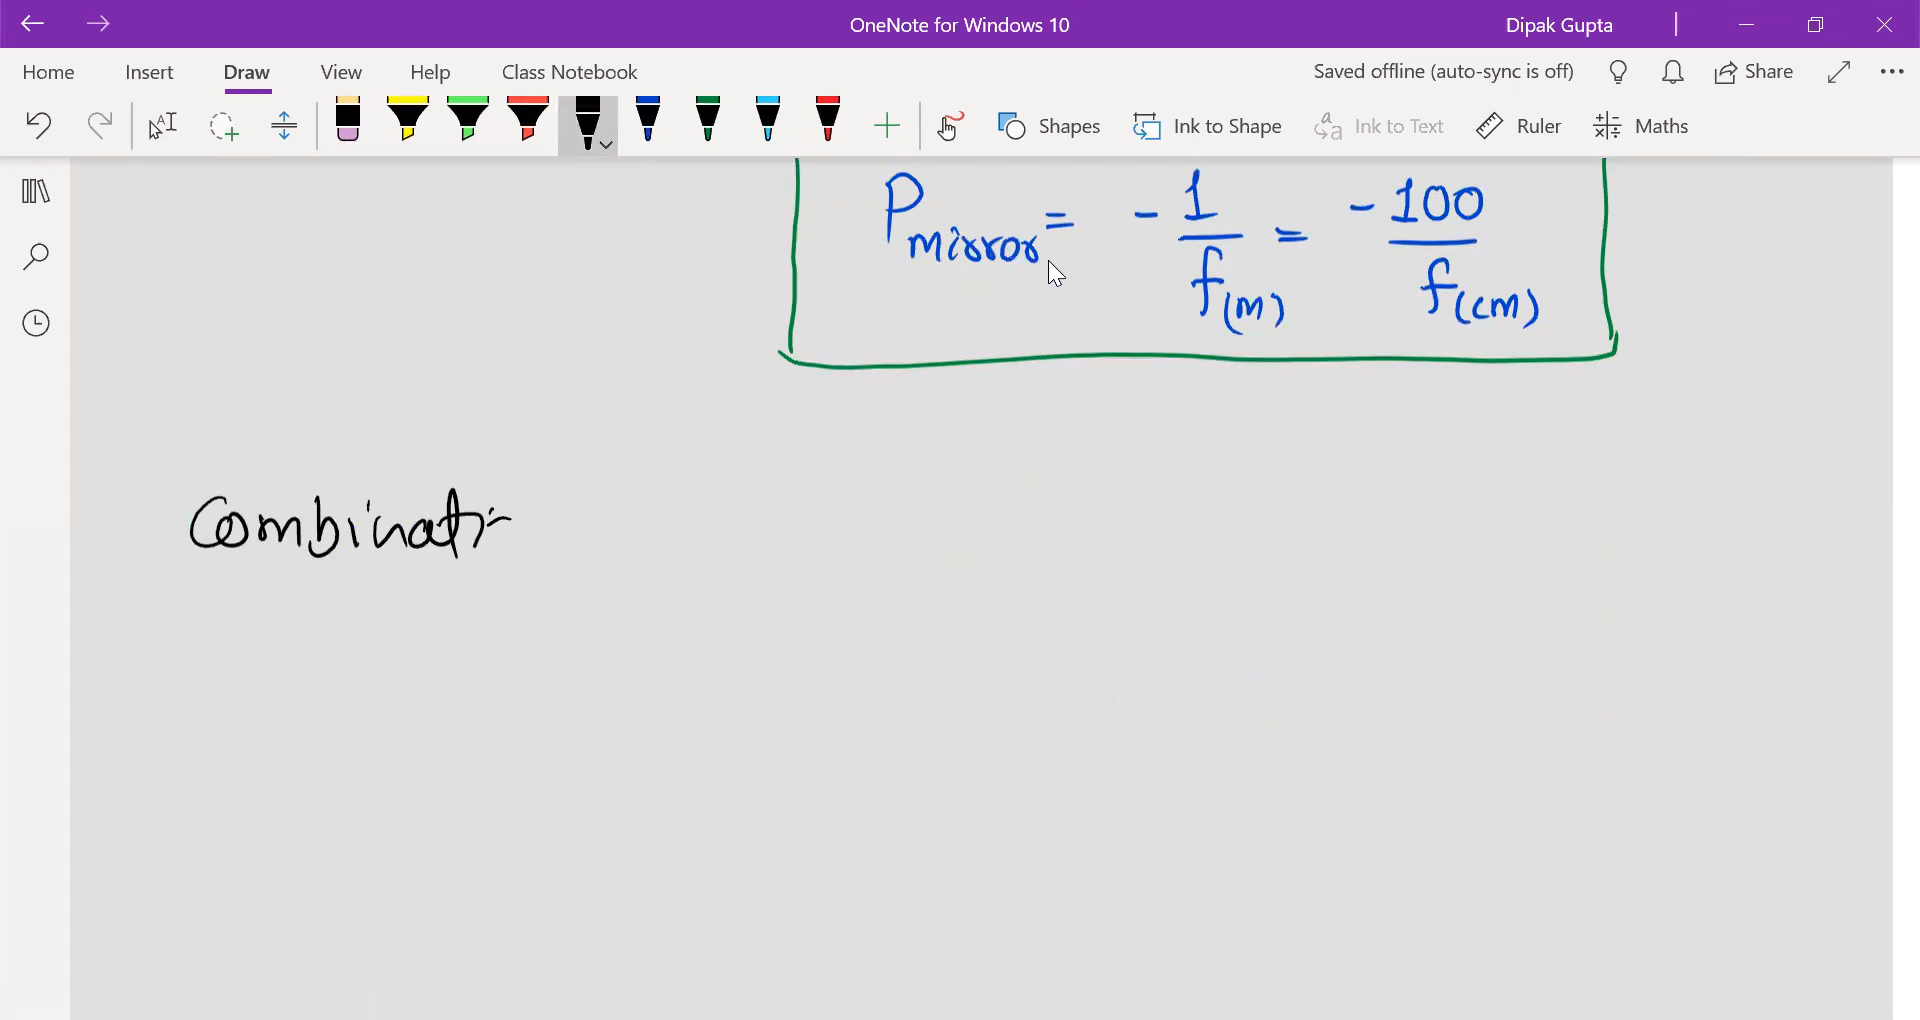 OneNote for Windows 10
Dipak Gupta
Home Insert Draw View Help Class Notebook
Saved offline (auto-sync is off) Share
Shapes Ink to Shape Ink to Text Ruler Maths
P mirror = - 1 / f (m) = - 100 / f (cm)
Combinati